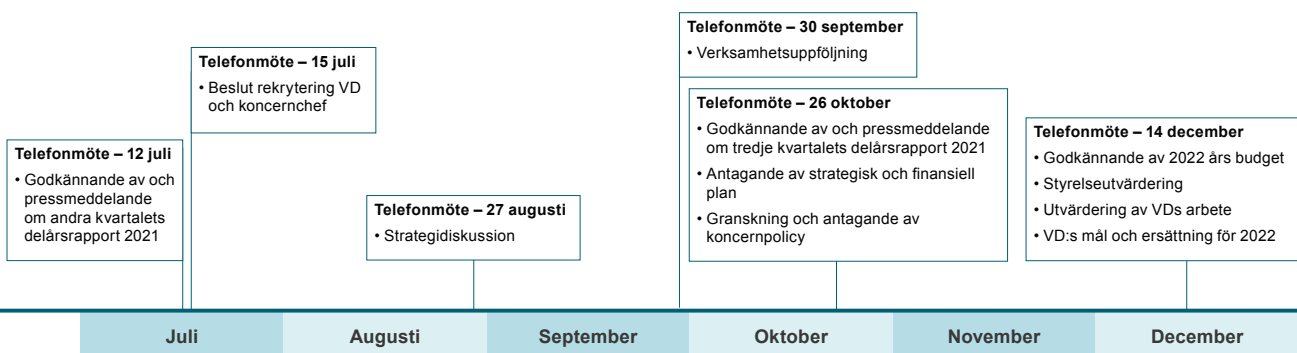 Telefonmöte – 12 juli
• Godkännande av och
pressmeddelande
om andra kvartalets
delårsrapport 2021
Telefonmöte – 15 juli
• Beslut rekrytering VD
och koncernchef
Telefonmöte – 27 augusti
• Strategidiskussion
Telefonmöte – 30 september
• Verksamhetsuppföljning
Telefonmöte – 26 oktober
• Godkännande av och pressmeddelande
om tredje kvartalets delårsrapport 2021
• Antagande av strategisk och finansiell
plan
• Granskning och antagande av
koncernpolicy
Telefonmöte – 14 december
• Godkännande av 2022 års budget
• Styrelseutvärdering
• Utvärdering av VDs arbete
• VD:s mål och ersättning för 2022
Juli
Augusti
September
Oktober
November
December